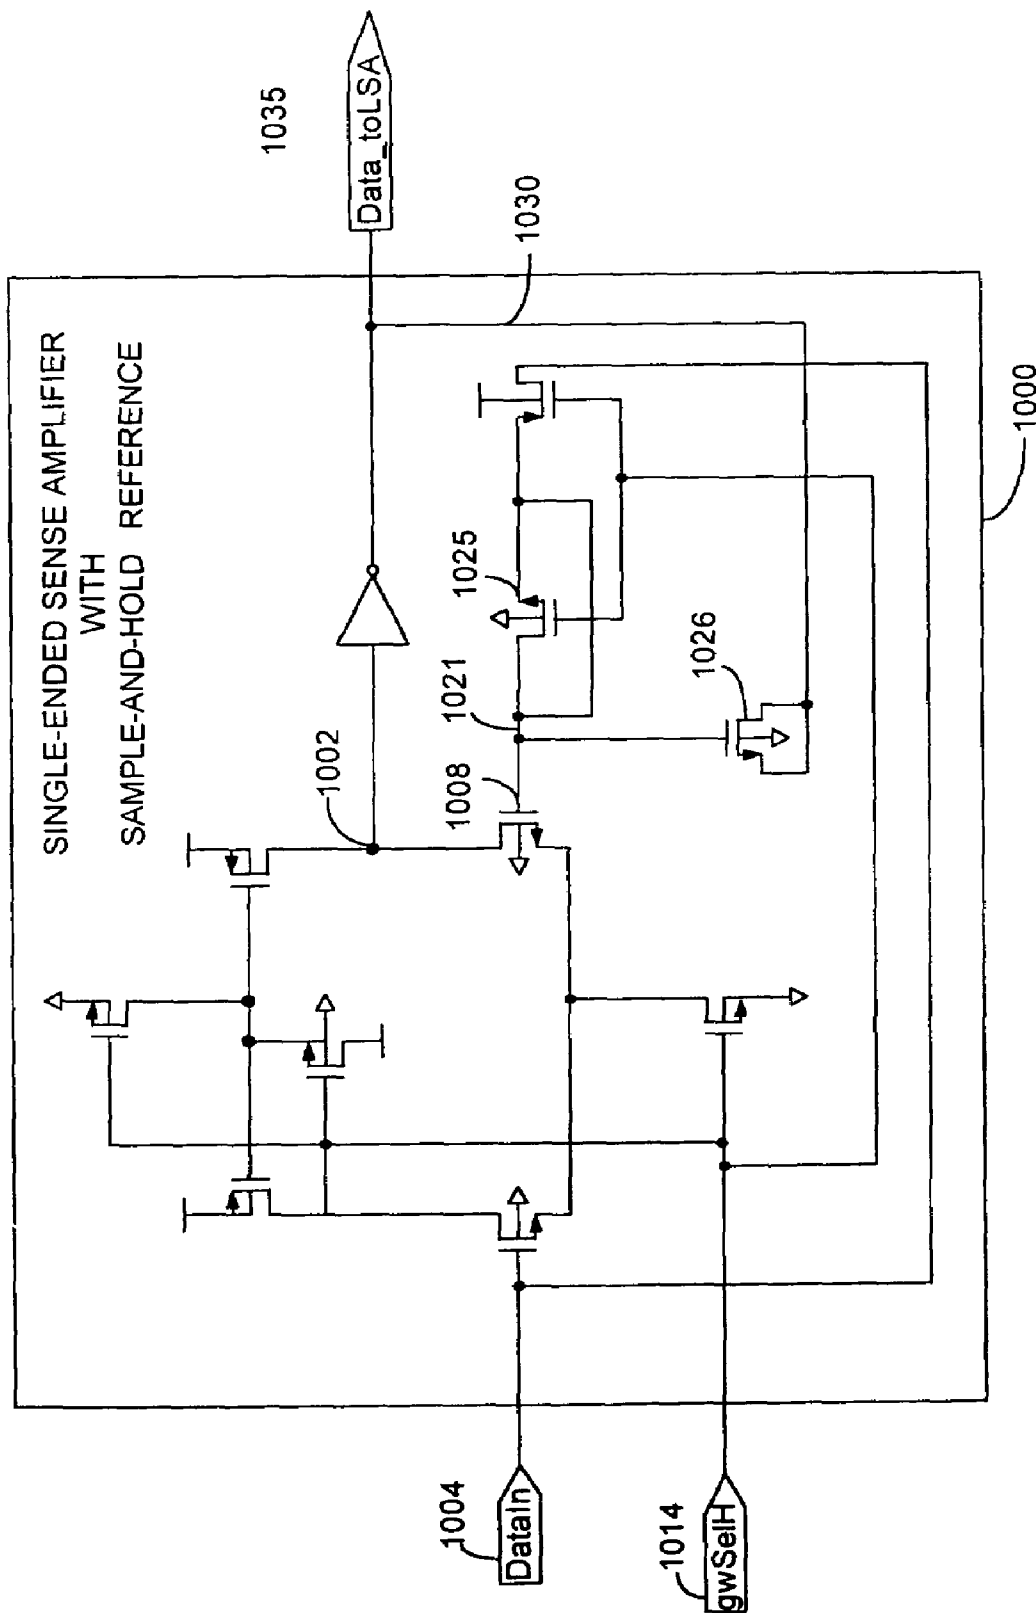 SINGLE-ENDED SENSE AMPLIFIER
WITH
SAMPLE-AND-HOLD REFERENCE
1035
Data_toLSA
1030
1002
1025
1021
1008
1026
1004
DataIn
1014
gwSelH
1000